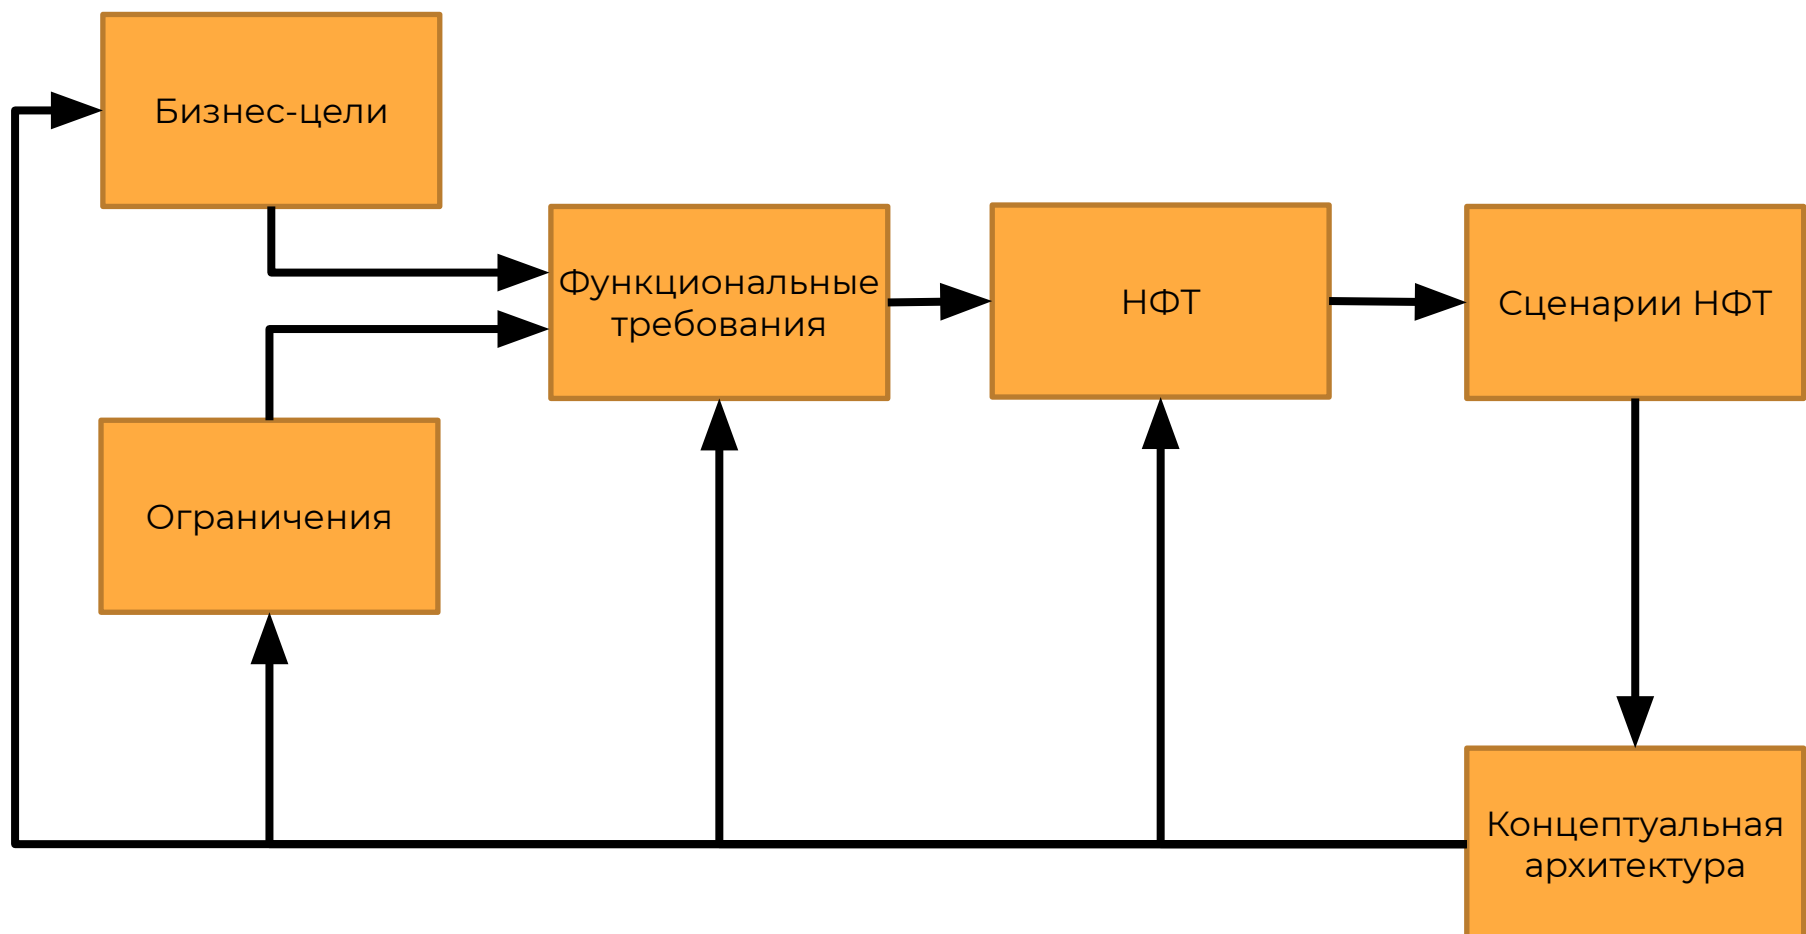 Бизнес-цели
Функциональные
требования
НФТ
Сценарии НФТ
Ограничения
Концептуальная
архитектура